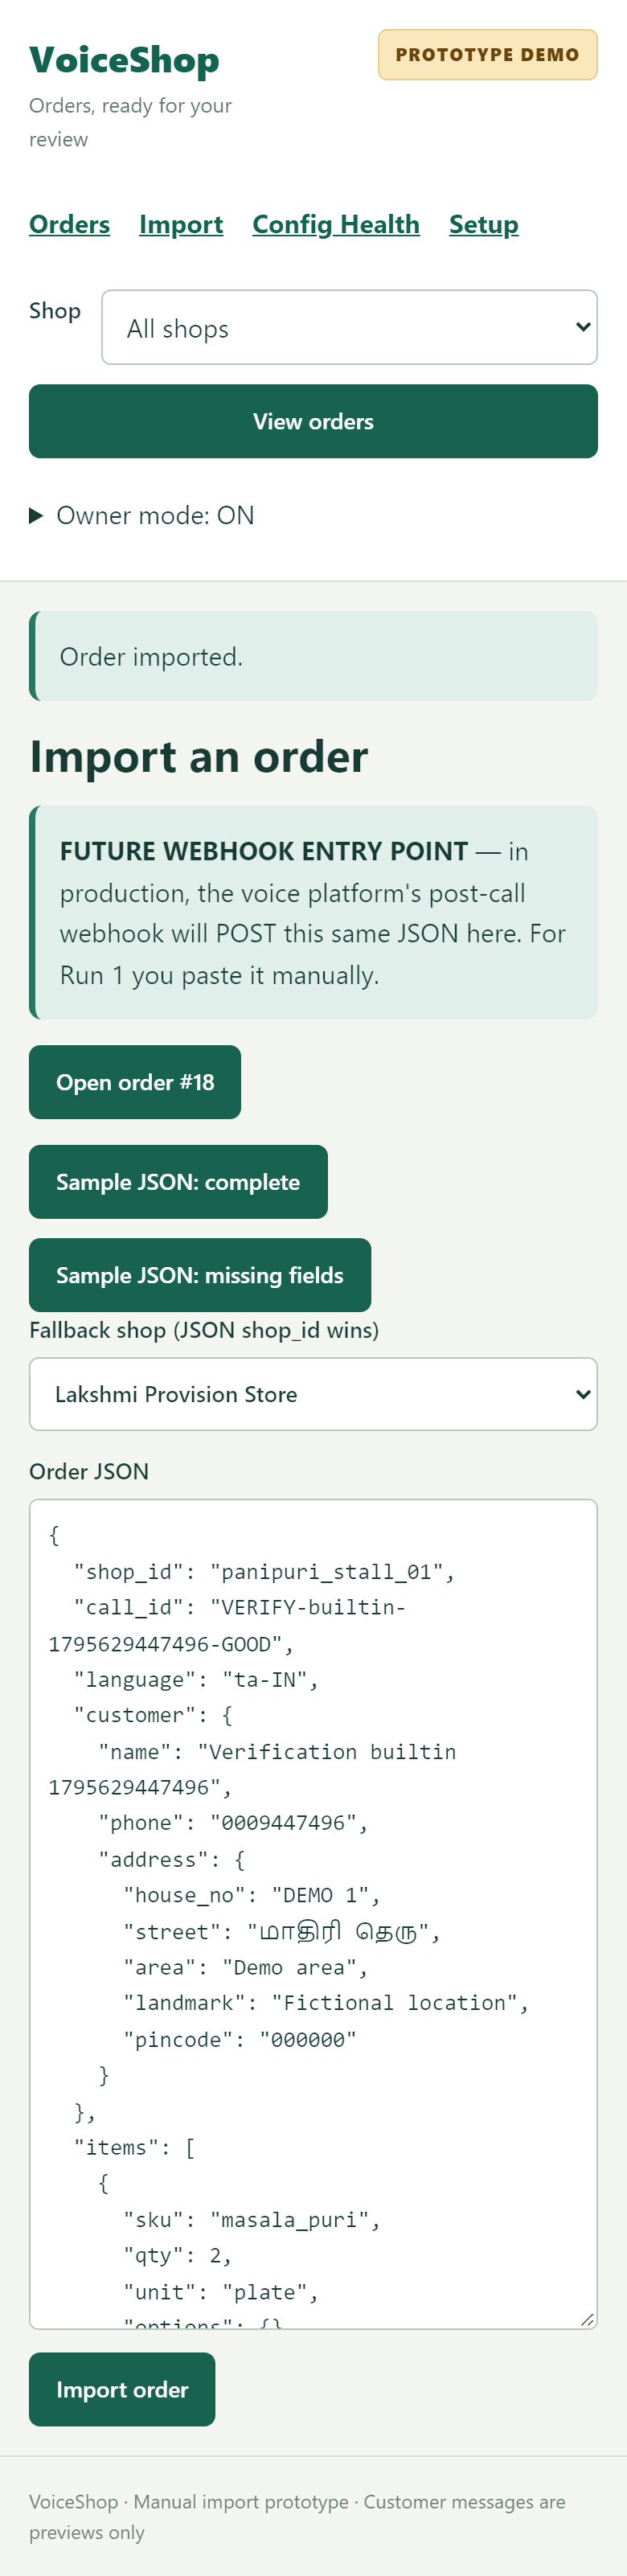 VoiceShop
PROTOTYPE DEMO
Orders, ready for your
review
Orders Import Config Health Setup
Shop
All shops
View orders
Owner mode: ON
Order imported.
Import an order
FUTURE WEBHOOK ENTRY POINT — in
production, the voice platform's post-call
webhook will POST this same JSON here. For
Run 1 you paste it manually.
Open order #18
Sample JSON: complete
Sample JSON: missing fields
Fallback shop (JSON shop_id wins)
Lakshmi Provision Store
Order JSON
{
"shop_id": "panipuri_stall_01",
"call_id": "VERIFY-builtin-
1795629447496-GOOD",
"language": "ta-IN",
"customer": {
"name": "Verification builtin
1795629447496",
"phone": "0009447496",
"address": {
"house_no": "DEMO 1",
"street": "மாதிரி தெரு",
"area": "Demo area",
"landmark": "Fictional location",
"pincode": "000000"
}
},
"items": [
{
"sku": "masala_puri",
"qty": 2,
"unit": "plate",
"options": {}
Import order
VoiceShop · Manual import prototype · Customer messages are
previews only